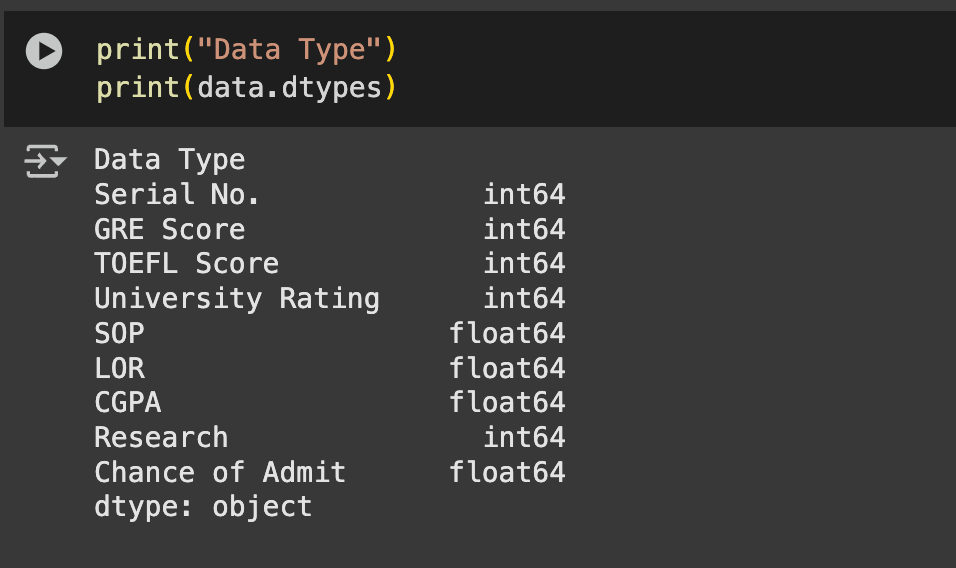 print("Data Type")
print(data.dtypes)
Data Type
Serial No. int64
GRE Score int64
TOEFL Score int64
University Rating int64
SOP float64
LOR float64
CGPA float64
Research int64
Chance of Admit float64
dtype: object